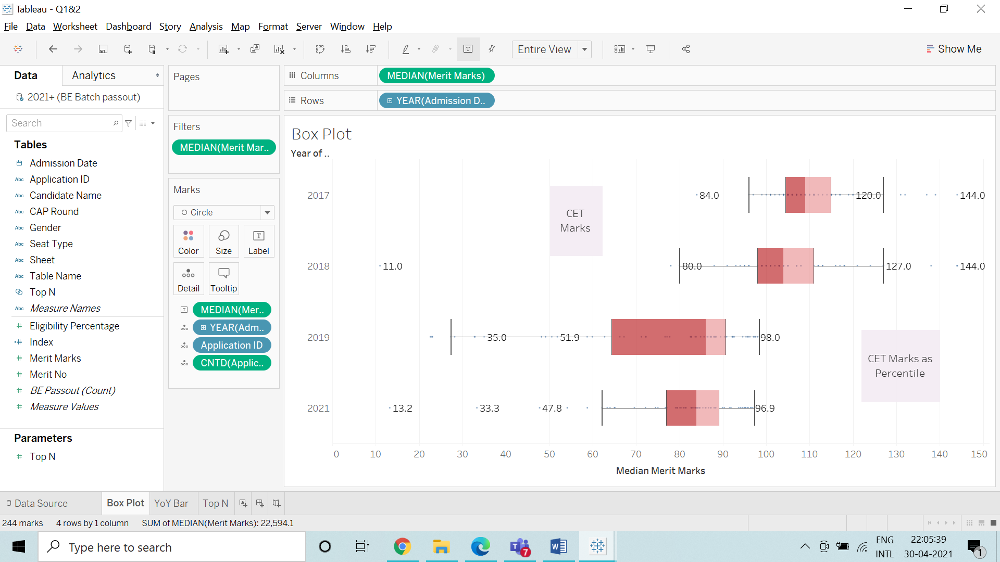 Tableau - Q1&2
File Data Worksheet Dashboard Story Analysis Map Format Server Window Help
Entire View
Show Me
Data Analytics
2021+ (BE Batch passout)
Search
Tables
Admission Date
Abc Application ID
Abc Candidate Name
Abc CAP Round
Abc Gender
Abc Seat Type
Abc Sheet
Abc Table Name
Top N
Abc Measure Names
# Eligibility Percentage
=# Index
# Merit Marks
# Merit No
# BE Passout (Count)
# Measure Values
Parameters
# Top N
Pages
Filters
MEDIAN(Merit Mar..
Marks
Circle
Color Size Label
Detail Tooltip
MEDIAN(Mer..
YEAR(Adm..
Application ID
CNTD(Applic..
Columns MEDIAN(Merit Marks)
Rows YEAR(Admission D..
Box Plot
Year of ..
2017 84.0 120.0 144.0
CET
Marks
2018 11.0 80.0 127.0 144.0
2019 35.0 51.9 98.0
CET Marks as
Percentile
2021 13.2 33.3 47.8 96.9
0 10 20 30 40 50 60 70 80 90 100 110 120 130 140 150
Median Merit Marks
Data Source Box Plot YoY Bar Top N
244 marks 4 rows by 1 column SUM of MEDIAN(Merit Marks): 22,594.1
Type here to search
7
ENG
INTL
22:05:39
30-04-2021
1